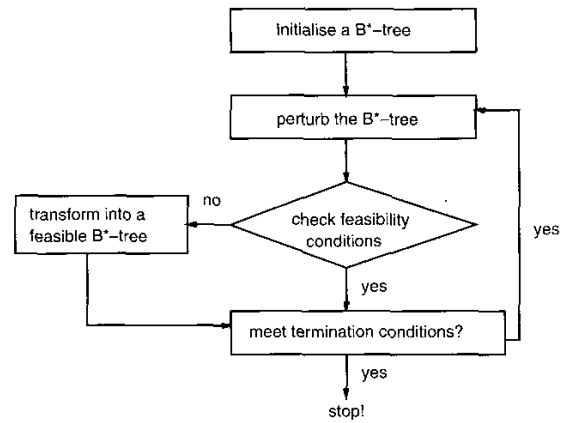 initialise a B*–tree
perturb the B*–tree
no
transform into a
feasible B*–tree
check feasibility
conditions
yes
yes
meet termination conditions?
yes
stop!